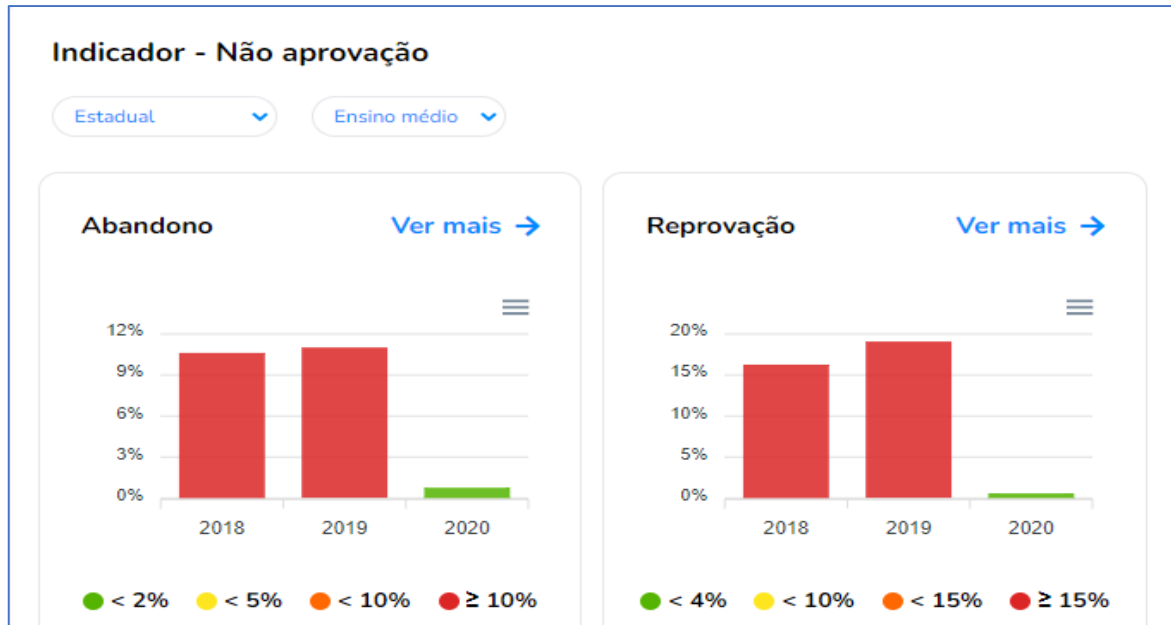 Indicador - Não aprovação
Estadual
Ensino médio
Abandono
Ver mais →
12%
9%
6%
3%
0%
2018 2019 2020
< 2% < 5% < 10% ≥ 10%
Reprovação
Ver mais →
20%
15%
10%
5%
0%
2018 2019 2020
< 4% < 10% < 15% ≥ 15%